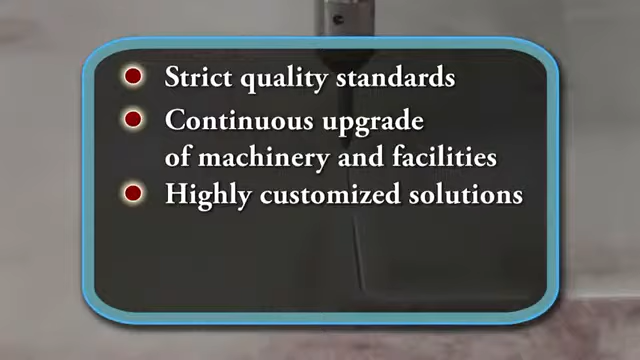 Strict quality standards
Continuous upgrade
of machinery and facilities
Highly customized solutions